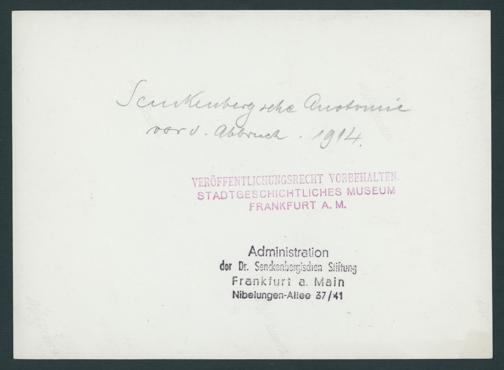 Senckenbergsche Anatomie
vor d. Abbruch. 1914.
VERÖFFENTLICHUNGSRECHT VORBEHALTEN.
STADTGESCHICHTLICHES MUSEUM
FRANKFURT A. M.
Administration
der Dr. Senckenbergischen Stiftung
Frankfurt a. Main
Nibelungen-Allee 37/41